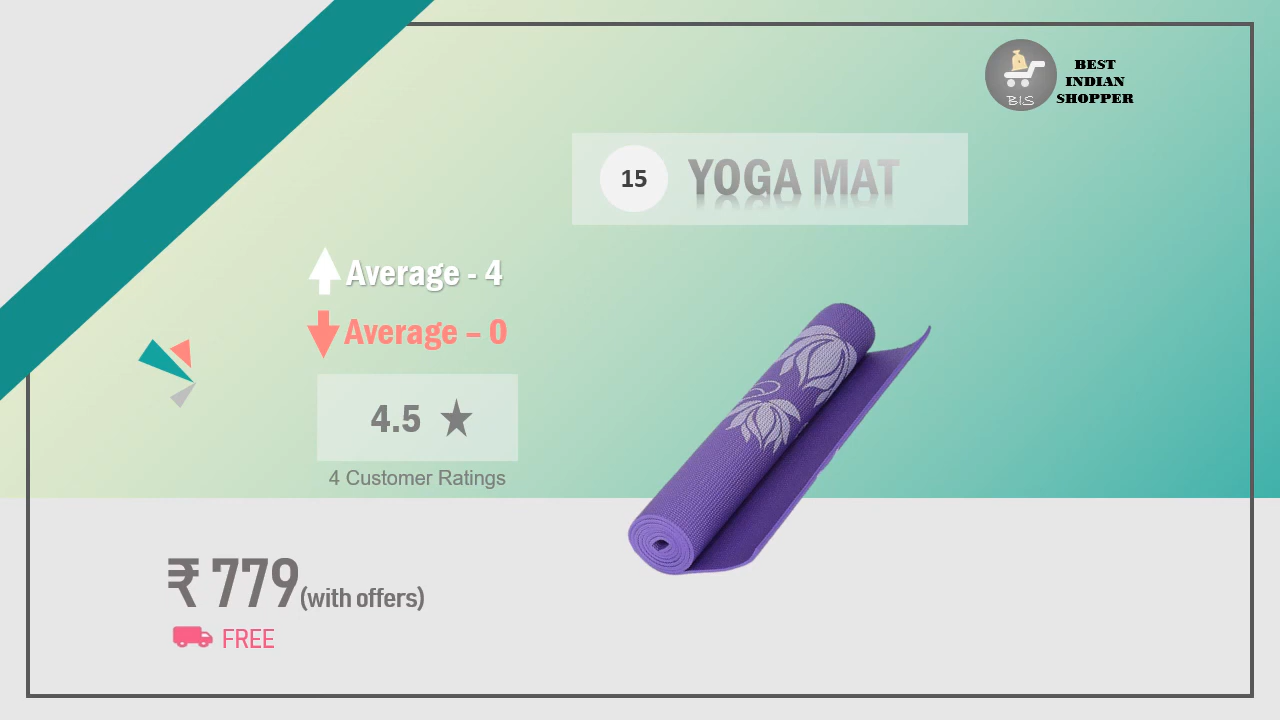 BEST
INDIAN
SHOPPER
BIS
15 YOGA MAT
Average - 4
Average – 0
4.5 ★
4 Customer Ratings
₹ 779(with offers)
FREE